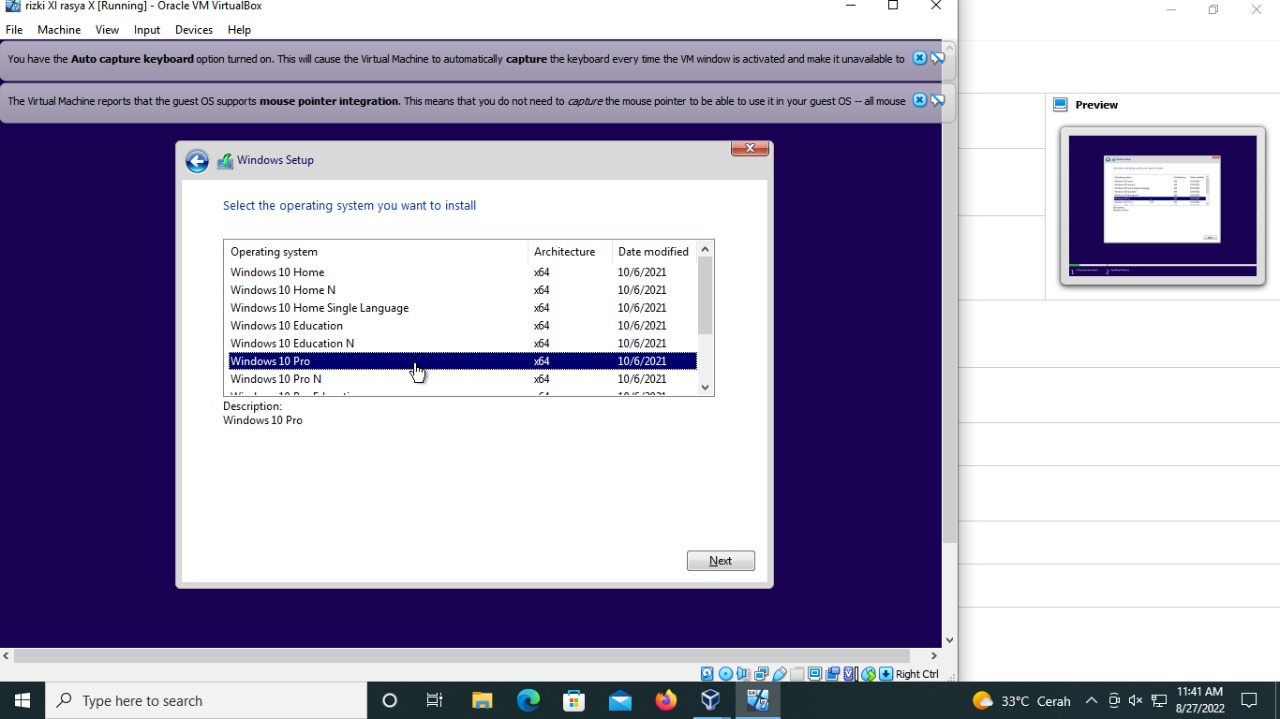 rizki XI rasya X [Running] - Oracle VM VirtualBox
File Machine View Input Devices Help
You have the Auto capture keyboard option turned on. This will cause the Virtual Machine to automatically capture the keyboard every time the VM window is activated and make it unavailable to
The Virtual Machine reports that the guest OS supports mouse pointer integration. This means that you do not need to capture the mouse pointer to be able to use it in your guest OS -- all mouse
Preview
Windows Setup
Select the operating system you want to install
Operating system Architecture Date modified
Windows 10 Home x64 10/6/2021
Windows 10 Home N x64 10/6/2021
Windows 10 Home Single Language x64 10/6/2021
Windows 10 Education x64 10/6/2021
Windows 10 Education N x64 10/6/2021
Windows 10 Pro x64 10/6/2021
Windows 10 Pro N x64 10/6/2021
Description:
Windows 10 Pro
Next
Right Ctrl
Type here to search
33°C Cerah
11:41 AM
8/27/2022